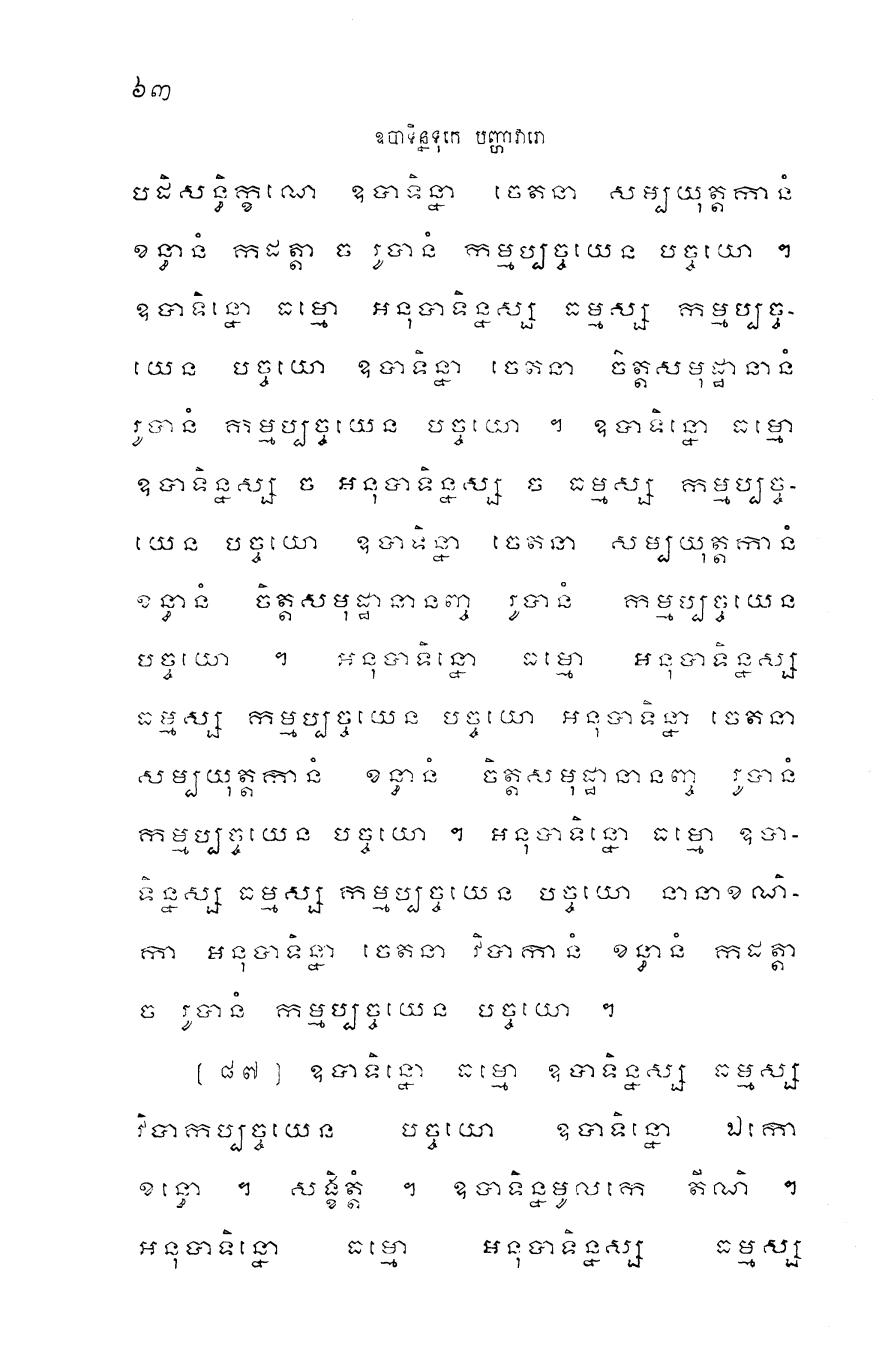 ៦៣
ឧបាទិន្នទុកេ បញ្ហាវារោ
បដិសន្ធិក្ខណេ ឧបាទិន្នា ចេតនា សម្បយុត្តកានំ
ខន្ធានំ កដត្តា ច រូបានំ កម្មប្បច្ចយេន បច្ចយោ ។
ឧបាទិន្នោ ធម្មោ អនុបាទិន្នស្ស ធម្មស្ស កម្មប្បច្ច-
យេន បច្ចយោ ឧបាទិន្នា ចេតនា ចិត្តសមុដ្ឋានានំ
រូបានំ កម្មប្បច្ចយេន បច្ចយោ ។ ឧបាទិន្នោ ធម្មោ
ឧបាទិន្នស្ស ច អនុបាទិន្នស្ស ច ធម្មស្ស កម្មប្បច្ច-
យេន បច្ចយោ ឧបាទិន្នា ចេតនា សម្បយុត្តកានំ
ខន្ធានំ ចិត្តសមុដ្ឋានានញ្ច រូបានំ កម្មប្បច្ចយេន
បច្ចយោ ។ អនុបាទិន្នោ ធម្មោ អនុបាទិន្នស្ស
ធម្មស្ស កម្មប្បច្ចយេន បច្ចយោ អនុបាទិន្នា ចេតនា
សម្បយុត្តកានំ ខន្ធានំ ចិត្តសមុដ្ឋានានញ្ច រូបានំ
កម្មប្បច្ចយេន បច្ចយោ ។ អនុបាទិន្នោ ធម្មោ ឧបា-
ទិន្នស្ស ធម្មស្ស កម្មប្បច្ចយេន បច្ចយោ នានាខណិ-
កា អនុបាទិន្នា ចេតនា វិបាកានំ ខន្ធានំ កដត្តា
ច រូបានំ កម្មប្បច្ចយេន បច្ចយោ ។
[ ៨៧ ] ឧបាទិន្នោ ធម្មោ ឧបាទិន្នស្ស ធម្មស្ស
វិបាកប្បច្ចយេន បច្ចយោ ឧបាទិន្នោ ឯកោ
ខន្ធោ ។ សង្ខិត្តំ ។ ឧបាទិន្នមូលកេ តីណិ ។
អនុបាទិន្នោ ធម្មោ អនុបាទិន្នស្ស ធម្មស្ស